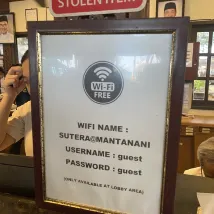 STOLEN ITEM
Wi-Fi
FREE
WIFI NAME :
SUTERA@MANTANANI
USERNAME : guest
PASSWORD : guest
(ONLY AVAILABLE AT LOBBY AREA)